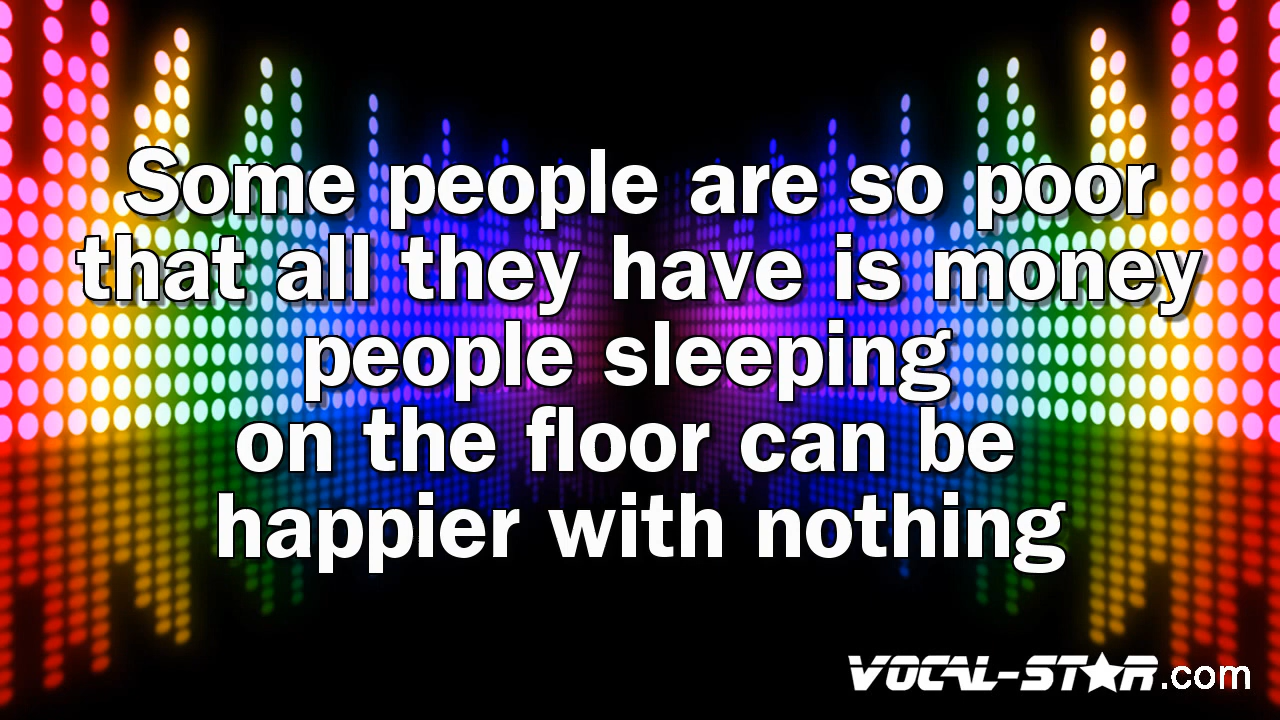 Some people are so poor
that all they have is money
people sleeping
on the floor can be
happier with nothing
VOCAL-STAR.com